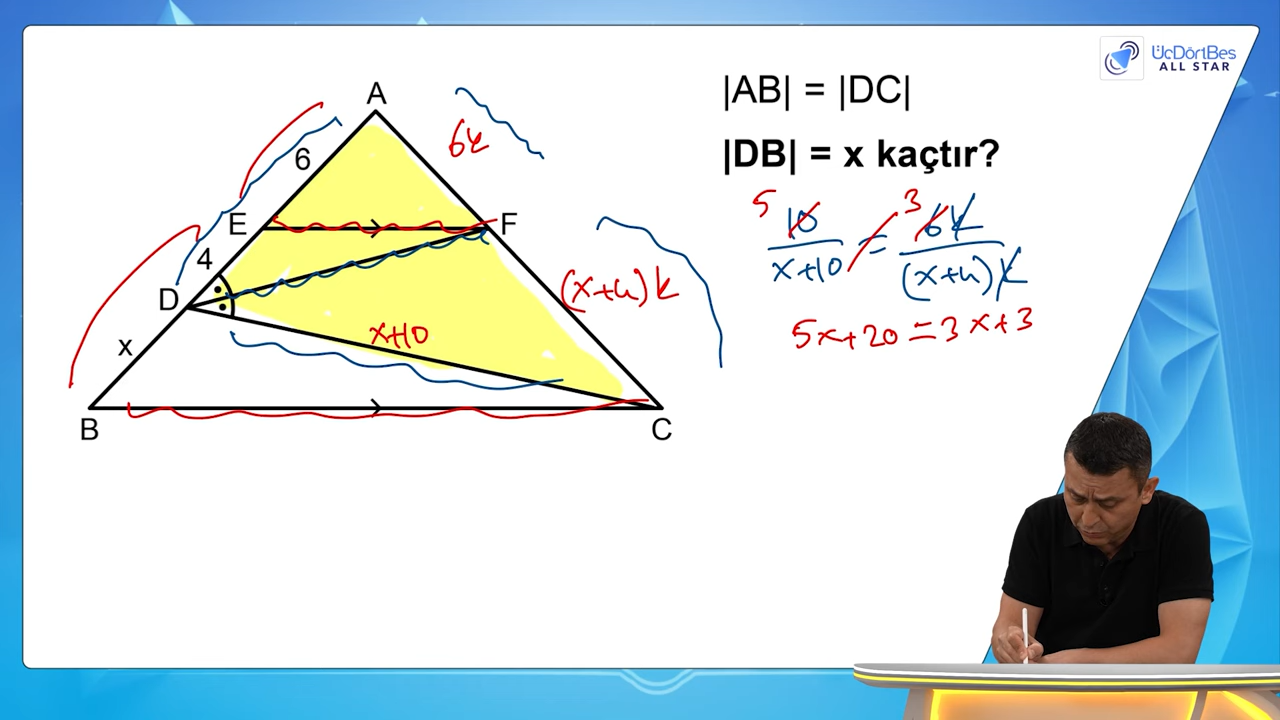 ÜçDörtBeş
ALL STAR
|AB| = |DC|
|DB| = x kaçtır?
A
6
6k
E
F
4
D
(x+4)k
x
x+10
B
C
5 10 / x+10 = 3 6k / (x+4)k
5x+20=3x+3